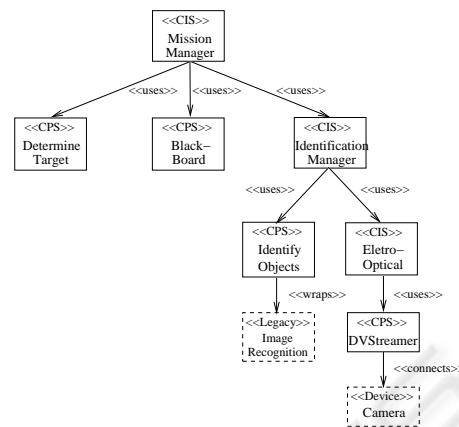 <<CIS>>
Mission
Manager
<<uses>> <<uses>> <<uses>>
<<CPS>> <<CPS>> <<CIS>>
Determine Black– Identification
Target Board Manager
<<uses>> <<uses>>
<<CPS>> <<CIS>>
Identify Eletro–
Objects Optical
<<wraps>> <<uses>>
<<Legacy>> <<CPS>>
Image DVStreamer
Recognition
<<connects>
<<Device>>
Camera